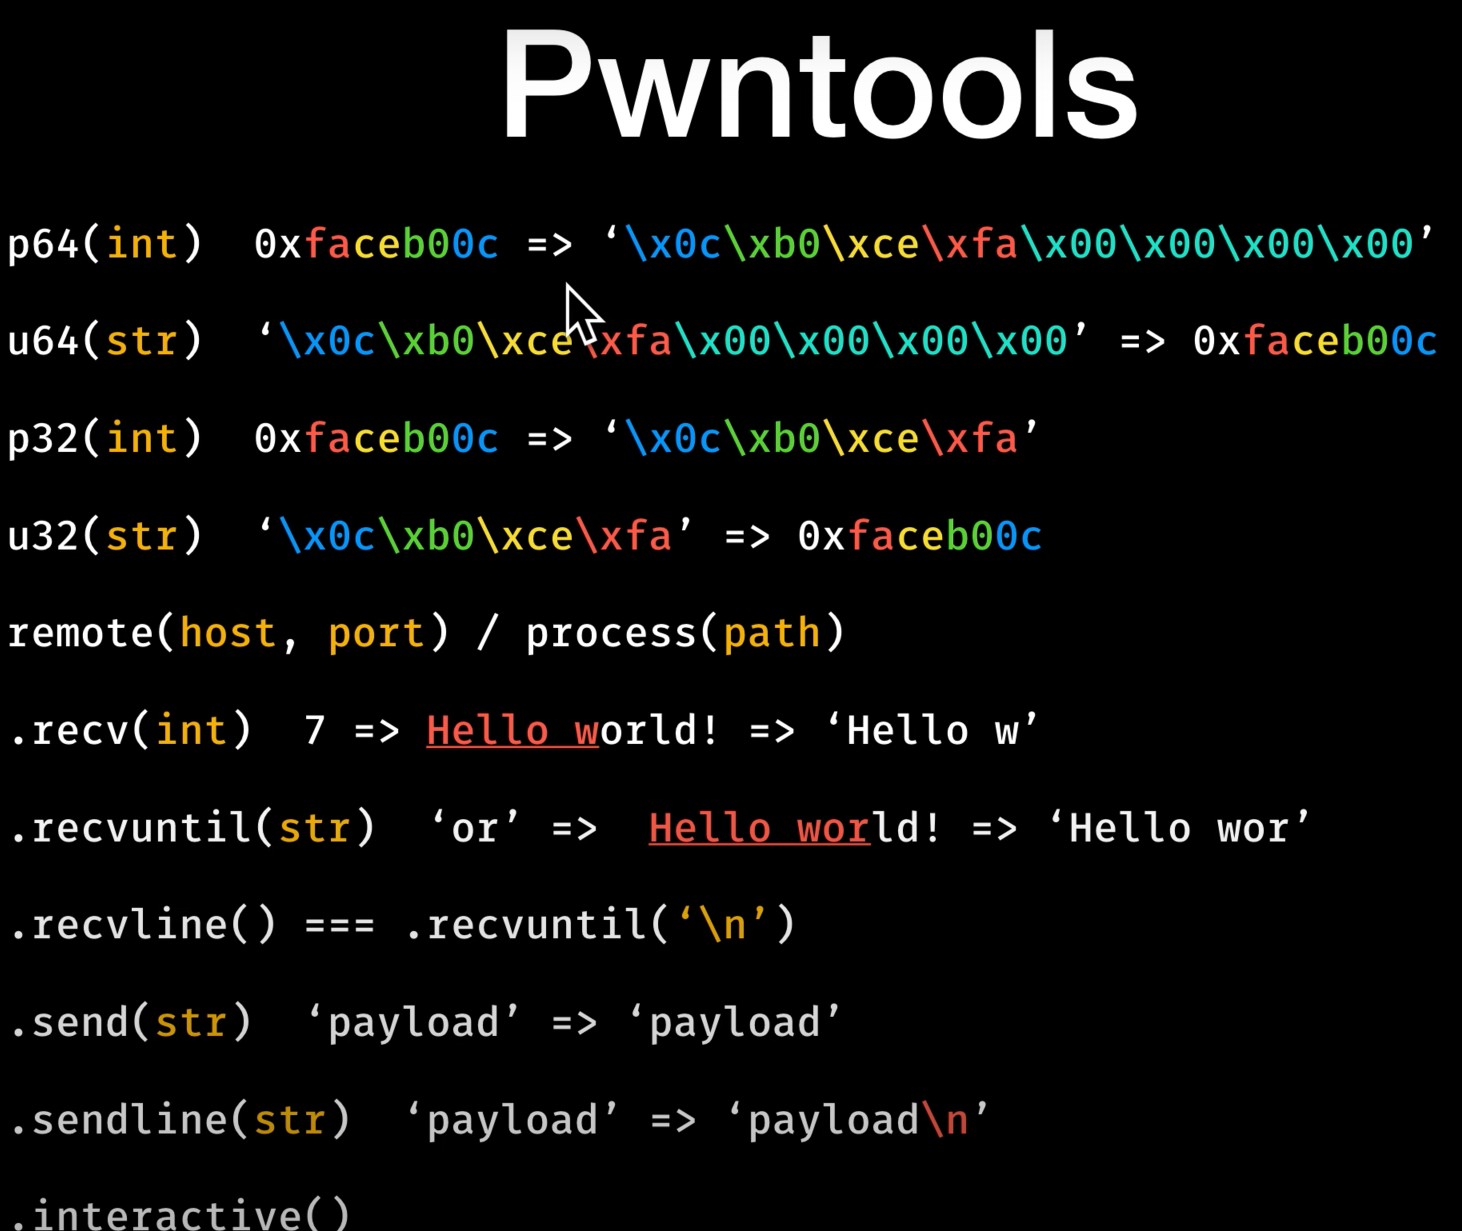 Pwntools
p64(int) 0xfaceb00c => ‘\x0c\xb0\xce\xfa\x00\x00\x00\x00’
u64(str) ‘\x0c\xb0\xce\xfa\x00\x00\x00\x00’ => 0xfaceb00c
p32(int) 0xfaceb00c => ‘\x0c\xb0\xce\xfa’
u32(str) ‘\x0c\xb0\xce\xfa’ => 0xfaceb00c
remote(host, port) / process(path)
.recv(int) 7 => Hello world! => ‘Hello w’
.recvuntil(str) ‘or’ => Hello world! => ‘Hello wor’
.recvline() === .recvuntil(‘\n’)
.send(str) ‘payload’ => ‘payload’
.sendline(str) ‘payload’ => ‘payload\n’
.interactive()